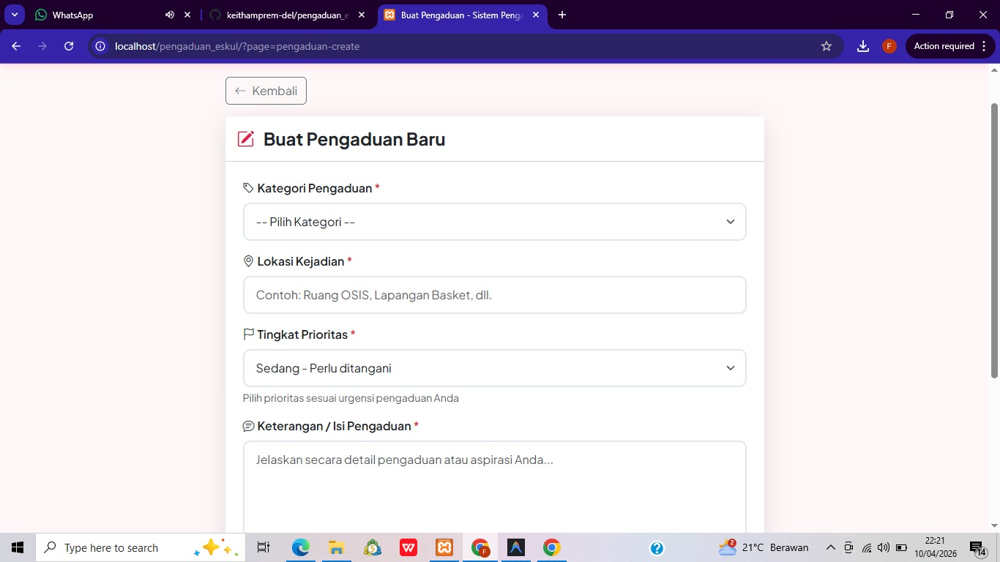 WhatsApp
keithamprem-del/pengaduan_e
Buat Pengaduan - Sistem Penga
localhost/pengaduan_eskul/?page=pengaduan-create
F
Action required
Kembali
Buat Pengaduan Baru
Kategori Pengaduan *
-- Pilih Kategori --
Lokasi Kejadian *
Contoh: Ruang OSIS, Lapangan Basket, dll.
Tingkat Prioritas *
Sedang - Perlu ditangani
Pilih prioritas sesuai urgensi pengaduan Anda
Keterangan / Isi Pengaduan *
Jelaskan secara detail pengaduan atau aspirasi Anda...
Type here to search
2
21°C Berawan
22:21
10/04/2026
14